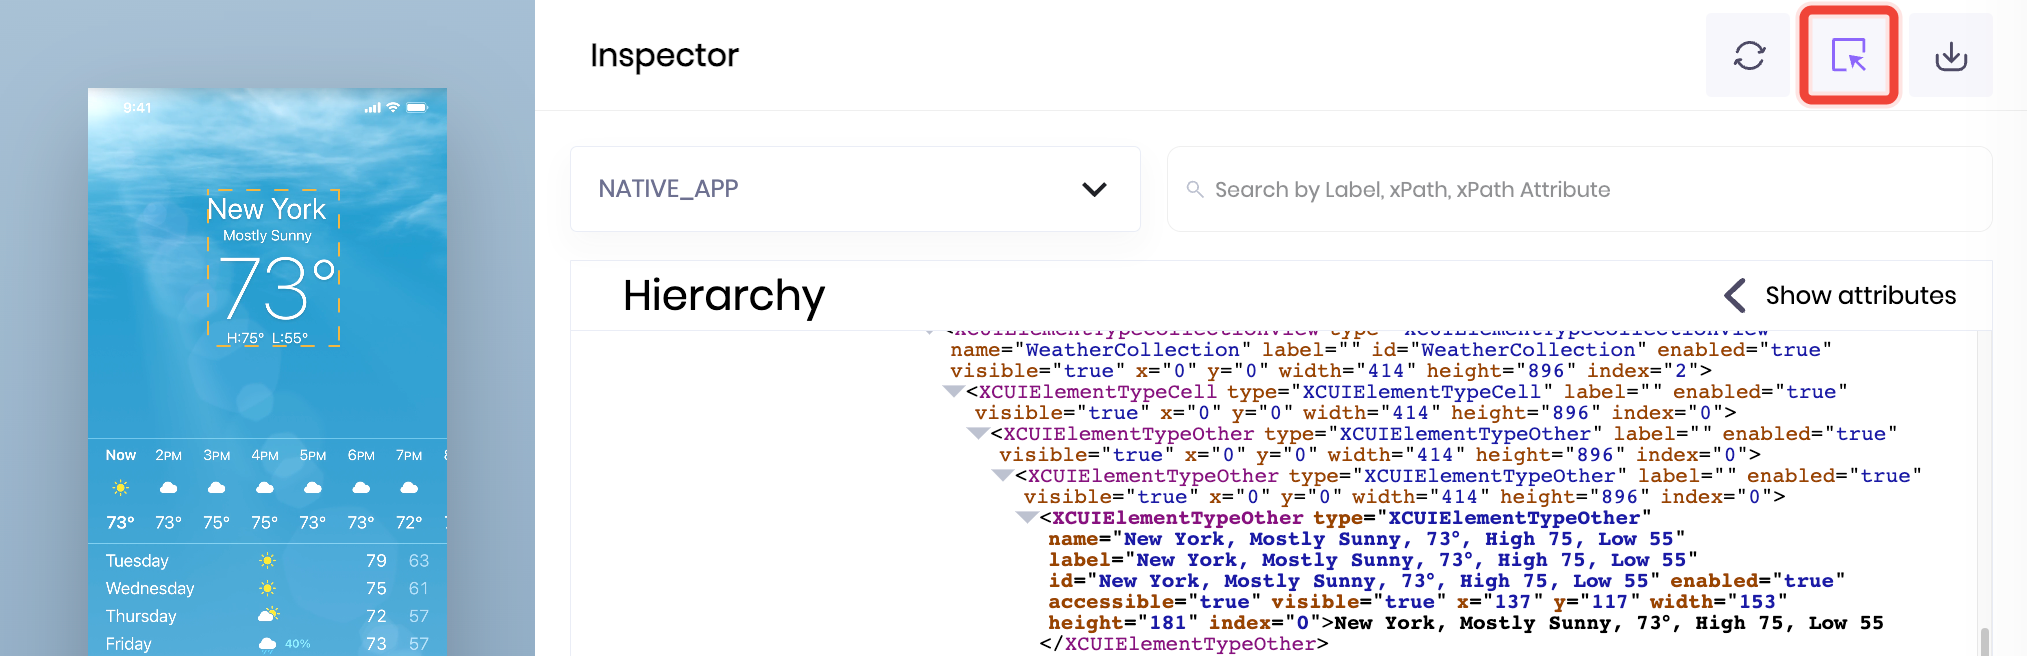 9:41
New York
Mostly Sunny
73°
H:75° L:55°
Now 2PM 3PM 4PM 5PM 6PM 7PM
73° 73° 75° 75° 73° 73° 72°
Tuesday 79 63
Wednesday 75 61
Thursday 72 57
Friday 40% 73 57
Inspector
NATIVE_APP
Search by Label, xPath, xPath Attribute
Hierarchy
Show attributes
<XCUIElementTypeCollectionView type="XCUIElementTypeCollectionView"
name="WeatherCollection" label="" id="WeatherCollection" enabled="true"
visible="true" x="0" y="0" width="414" height="896" index="2">
<XCUIElementTypeCell type="XCUIElementTypeCell" label="" enabled="true"
visible="true" x="0" y="0" width="414" height="896" index="0">
<XCUIElementTypeOther type="XCUIElementTypeOther" label="" enabled="true"
visible="true" x="0" y="0" width="414" height="896" index="0">
<XCUIElementTypeOther type="XCUIElementTypeOther" label="" enabled="true"
visible="true" x="0" y="0" width="414" height="896" index="0">
<XCUIElementTypeOther type="XCUIElementTypeOther"
name="New York, Mostly Sunny, 73°, High 75, Low 55"
label="New York, Mostly Sunny, 73°, High 75, Low 55"
id="New York, Mostly Sunny, 73°, High 75, Low 55" enabled="true"
accessible="true" visible="true" x="137" y="117" width="153"
height="181" index="0">New York, Mostly Sunny, 73°, High 75, Low 55
</XCUIElementTypeOther>